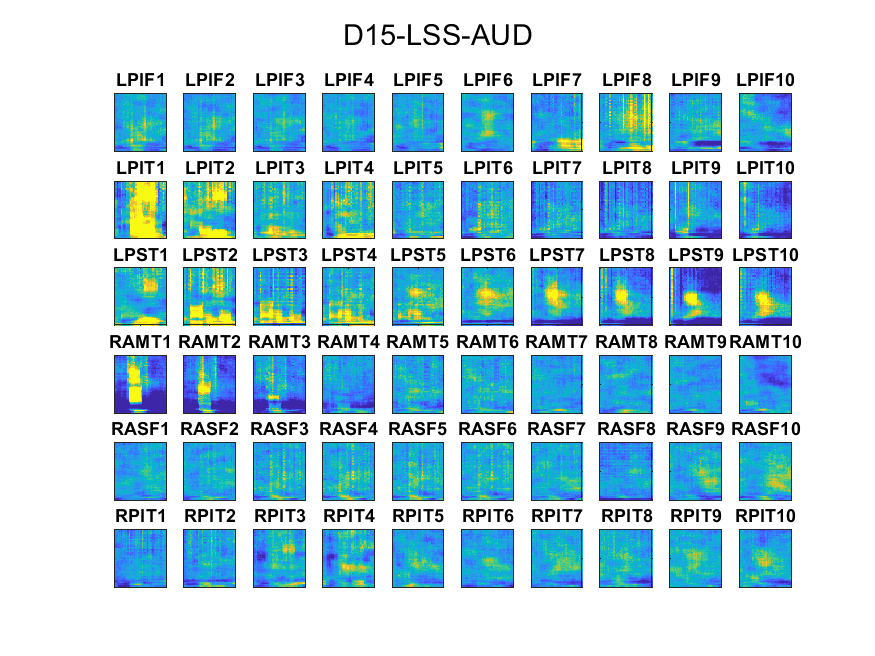 D15-LSS-AUD
LPIF1 LPIF2 LPIF3 LPIF4 LPIF5 LPIF6 LPIF7 LPIF8 LPIF9 LPIF10
LPIT1 LPIT2 LPIT3 LPIT4 LPIT5 LPIT6 LPIT7 LPIT8 LPIT9 LPIT10
LPST1 LPST2 LPST3 LPST4 LPST5 LPST6 LPST7 LPST8 LPST9 LPST10
RAMT1 RAMT2 RAMT3 RAMT4 RAMT5 RAMT6 RAMT7 RAMT8 RAMT9 RAMT10
RASF1 RASF2 RASF3 RASF4 RASF5 RASF6 RASF7 RASF8 RASF9 RASF10
RPIT1 RPIT2 RPIT3 RPIT4 RPIT5 RPIT6 RPIT7 RPIT8 RPIT9 RPIT10